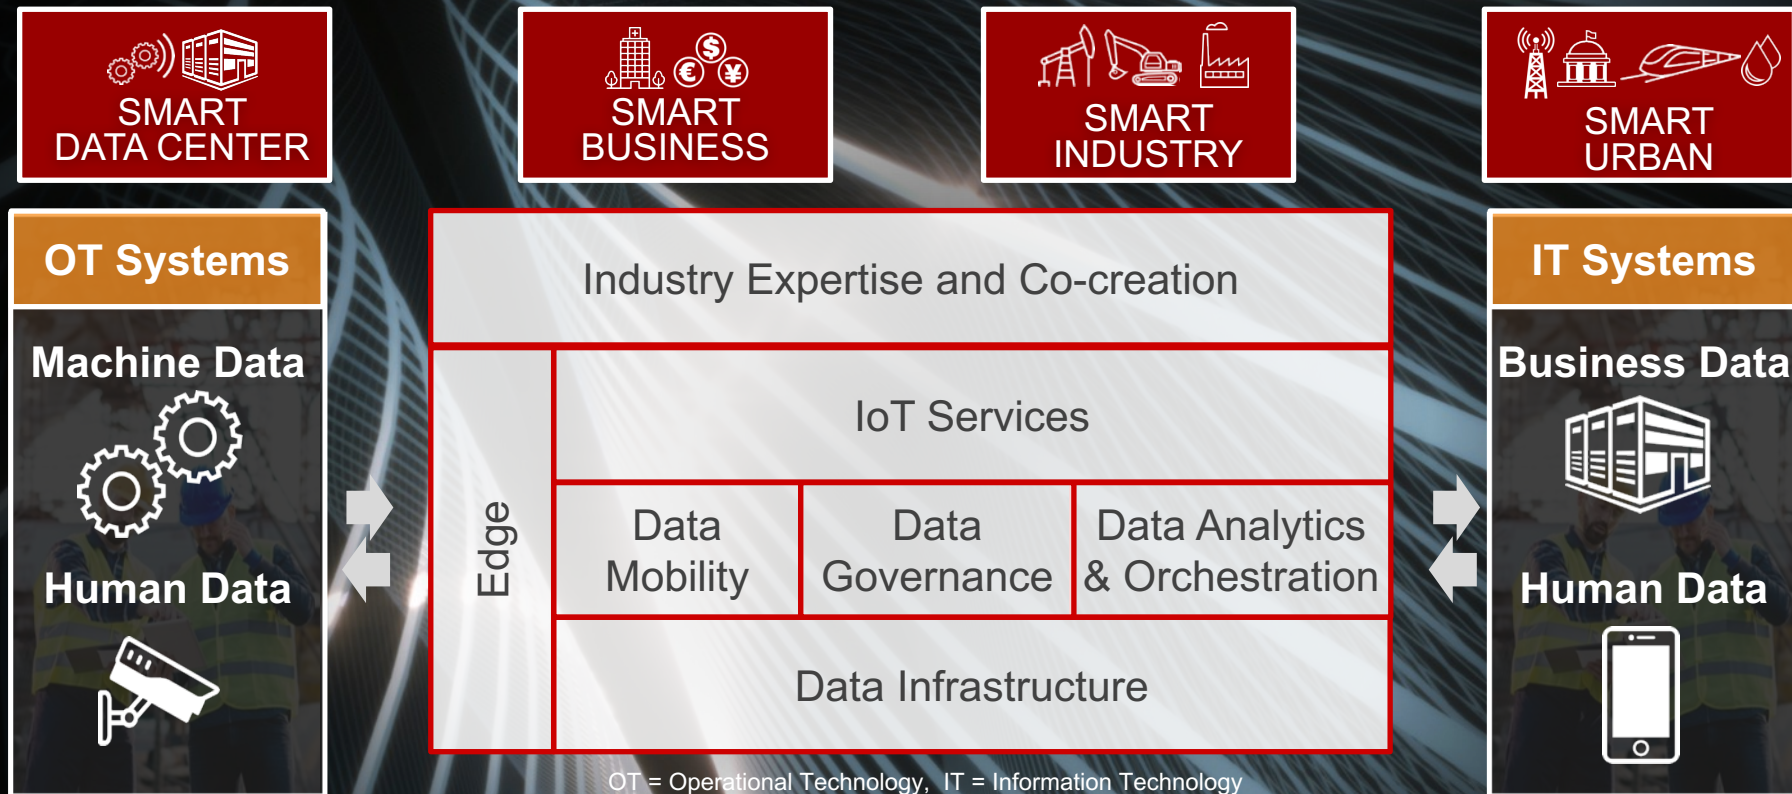 SMART
DATA CENTER
SMART
BUSINESS
SMART
INDUSTRY
SMART
URBAN
OT Systems
Machine Data
Human Data
Industry Expertise and Co-creation
Edge
IoT Services
Data
Mobility
Data
Governance
Data Analytics
& Orchestration
Data Infrastructure
IT Systems
Business Data
Human Data
OT = Operational Technology, IT = Information Technology